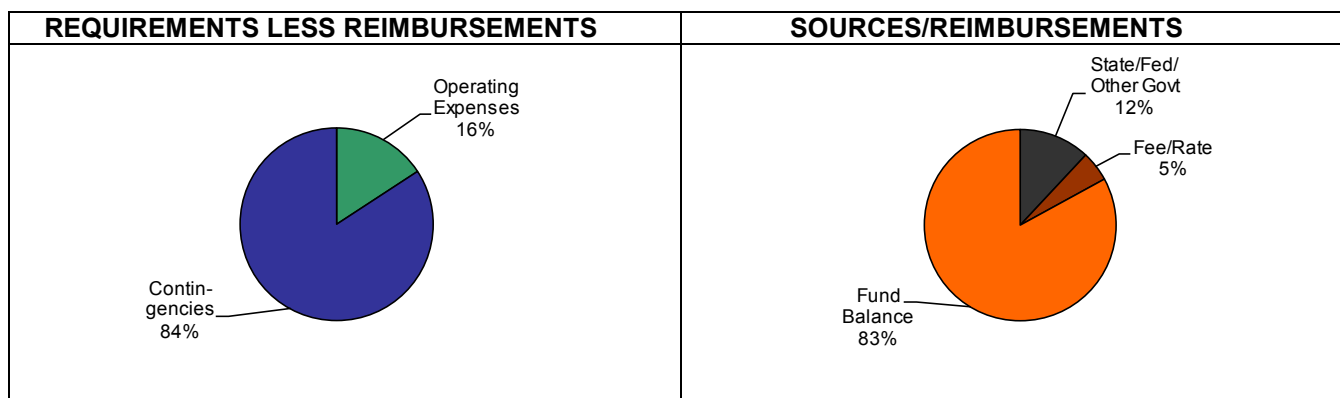 REQUIREMENTS LESS REIMBURSEMENTS
Operating
Expenses
16%
Contin-
gencies
84%
SOURCES/REIMBURSEMENTS
State/Fed/
Other Govt
12%
Fee/Rate
5%
Fund
Balance
83%